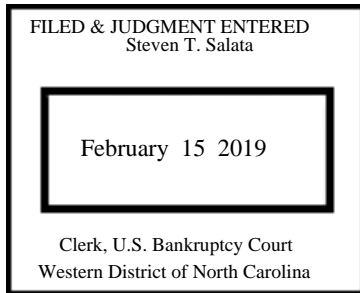 FILED & JUDGMENT ENTERED
Steven T. Salata
February 15 2019
Clerk, U.S. Bankruptcy Court
Western District of North Carolina